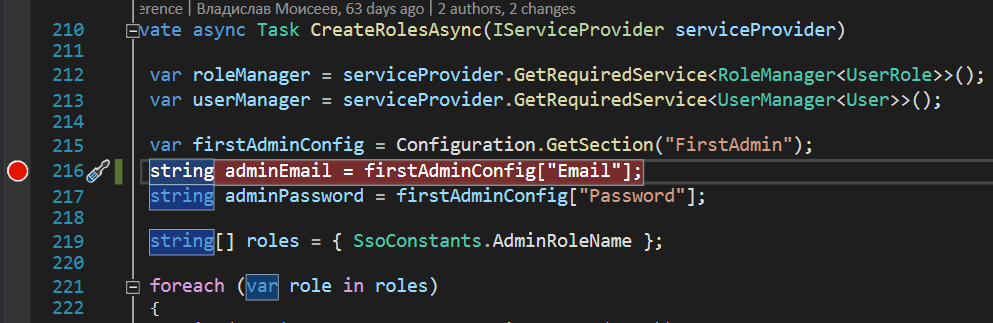 erence | Владислав Моисеев, 63 days ago | 2 authors, 2 changes
210 vate async Task CreateRolesAsync(IServiceProvider serviceProvider)
211
212 var roleManager = serviceProvider.GetRequiredService<RoleManager<UserRole>>();
213 var userManager = serviceProvider.GetRequiredService<UserManager<User>>();
214
215 var firstAdminConfig = Configuration.GetSection("FirstAdmin");
216 string adminEmail = firstAdminConfig["Email"];
217 string adminPassword = firstAdminConfig["Password"];
218
219 string[] roles = { SsoConstants.AdminRoleName };
220
221 foreach (var role in roles)
222 {